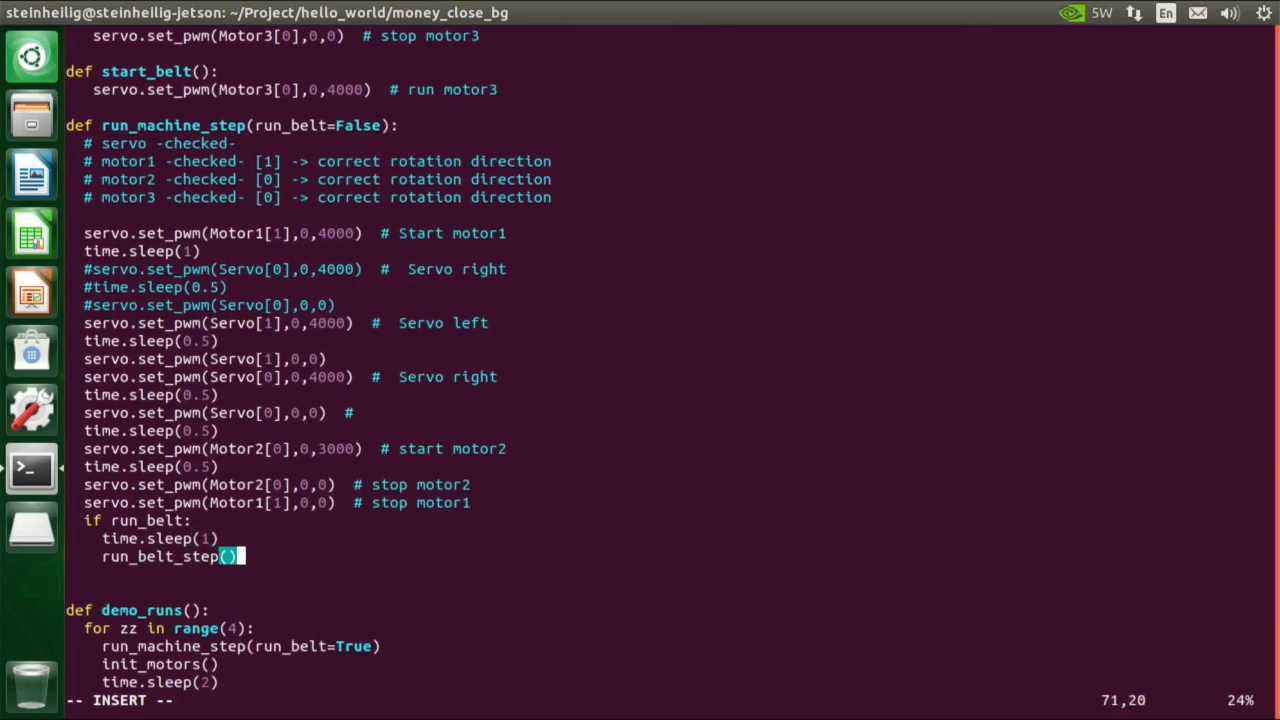 steinheilig@steinheilig-jetson: ~/Project/hello_world/money_close_bg
5W
En
servo.set_pwm(Motor3[0],0,0)  # stop motor3
def start_belt():
servo.set_pwm(Motor3[0],0,4000)  # run motor3
def run_machine_step(run_belt=False):
# servo -checked-
# motor1 -checked- [1] -> correct rotation direction
# motor2 -checked- [0] -> correct rotation direction
# motor3 -checked- [0] -> correct rotation direction
servo.set_pwm(Motor1[1],0,4000)  # Start motor1
time.sleep(1)
#servo.set_pwm(Servo[0],0,4000)  #  Servo right
#time.sleep(0.5)
#servo.set_pwm(Servo[0],0,0)
servo.set_pwm(Servo[1],0,4000)  #  Servo left
time.sleep(0.5)
servo.set_pwm(Servo[1],0,0)
servo.set_pwm(Servo[0],0,4000)  #  Servo right
time.sleep(0.5)
servo.set_pwm(Servo[0],0,0)  #
time.sleep(0.5)
servo.set_pwm(Motor2[0],0,3000)  # start motor2
time.sleep(0.5)
servo.set_pwm(Motor2[0],0,0)  # stop motor2
servo.set_pwm(Motor1[1],0,0)  # stop motor1
if run_belt:
time.sleep(1)
run_belt_step()
def demo_runs():
for zz in range(4):
run_machine_step(run_belt=True)
init_motors()
time.sleep(2)
-- INSERT --
71,20
24%